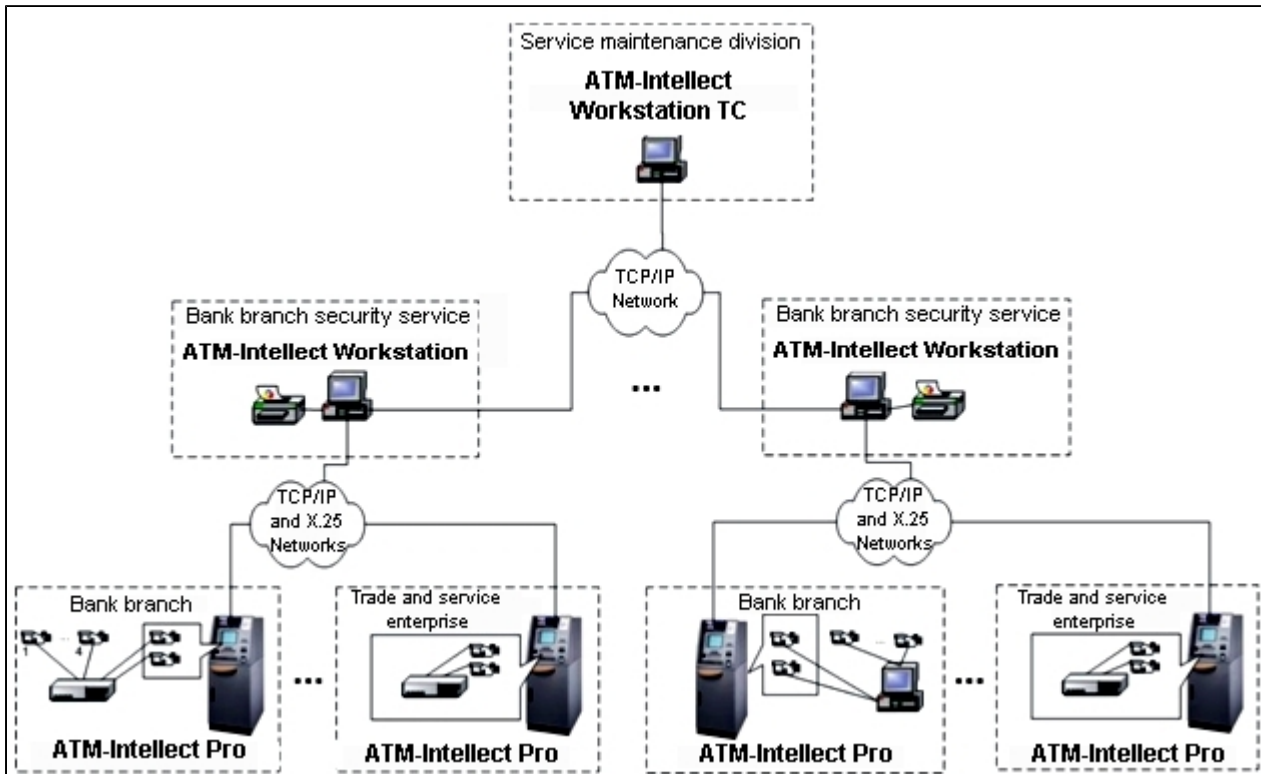 Service maintenance division
ATM-Intellect
Workstation TC
TCP/IP
Network
Bank branch security service
ATM-Intellect Workstation
...
Bank branch security service
ATM-Intellect Workstation
TCP/IP
and X.25
Networks
TCP/IP
and X.25
Networks
Bank branch
1 ... 4
ATM-Intellect Pro
...
Trade and service
enterprise
ATM-Intellect Pro
Bank branch
...
ATM-Intellect Pro
...
Trade and service
enterprise
ATM-Intellect Pro